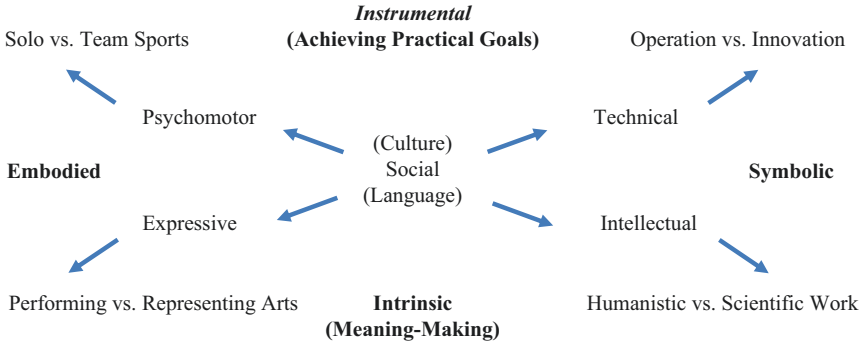 Instrumental
Solo vs. Team Sports
(Achieving Practical Goals)
Operation vs. Innovation
Psychomotor
Technical
(Culture)
Social
(Language)
Embodied
Symbolic
Expressive
Intellectual
Performing vs. Representing Arts
Intrinsic
(Meaning-Making)
Humanistic vs. Scientific Work